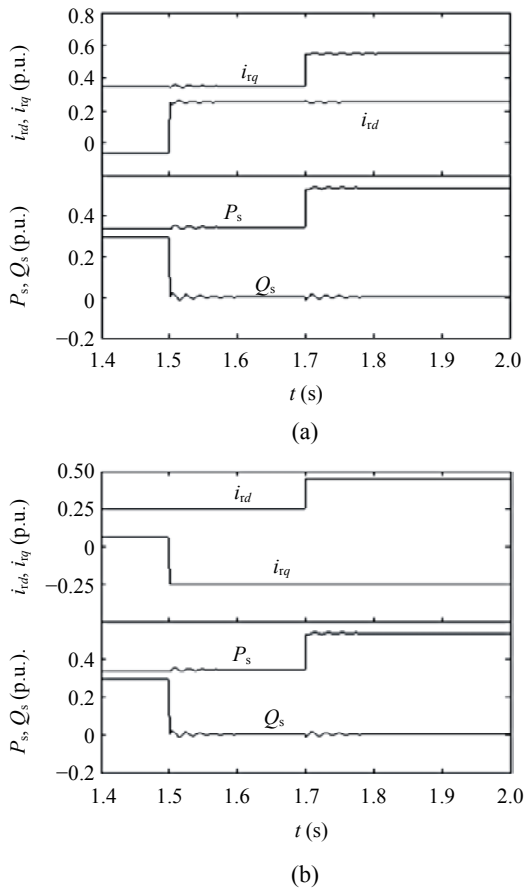 0.8
0.6
0.4
0.2
0
i_rd, i_rq (p.u.)
i_rq
i_rd
0.4
0.2
0
−0.2
P_s, Q_s (p.u.)
P_s
Q_s
1.4 1.5 1.6 1.7 1.8 1.9 2.0
t (s)
(a)
0.50
0.25
0
−0.25
i_rd, i_rq (p.u.)
i_rd
i_rq
0.4
0.2
0
−0.2
P_s, Q_s (p.u.).
P_s
Q_s
1.4 1.5 1.6 1.7 1.8 1.9 2.0
t (s)
(b)